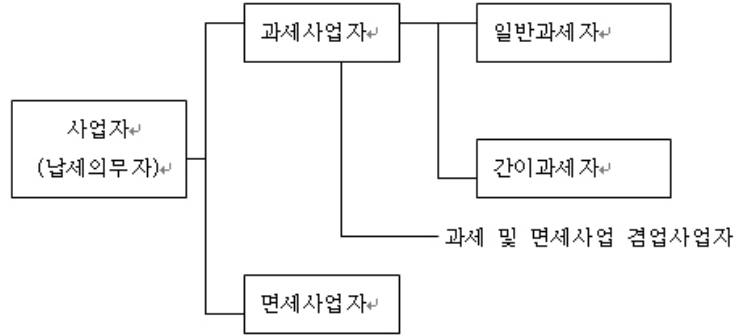 과세사업자
일반과세자
사업자
(납세의무자)
간이과세자
과세 및 면세사업 겸업사업자
면세사업자